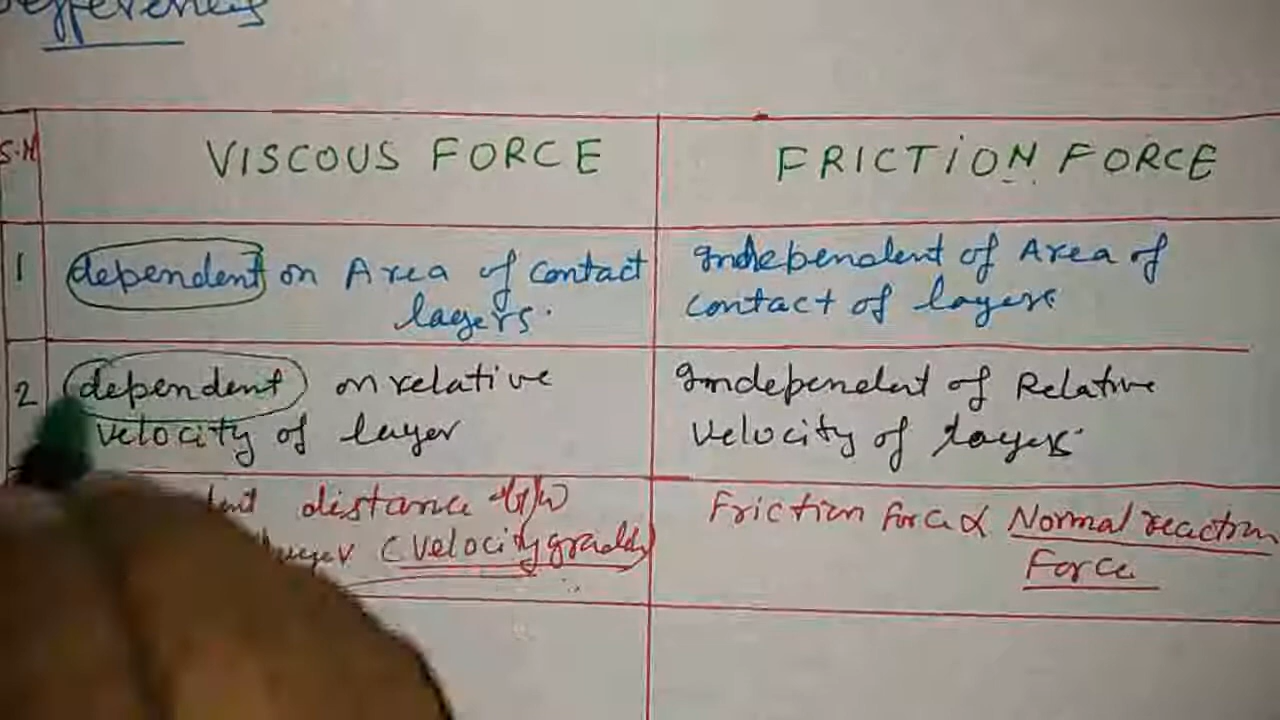 S.N VISCOUS FORCE FRICTION FORCE
1 dependent on Area of contact
layers.
Independent of Area of
contact of layers
2 dependent on relative
velocity of layer
Independent of Relative
Velocity of layers
distance b/w
(velocity
Friction Force ∝ Normal reaction
Force